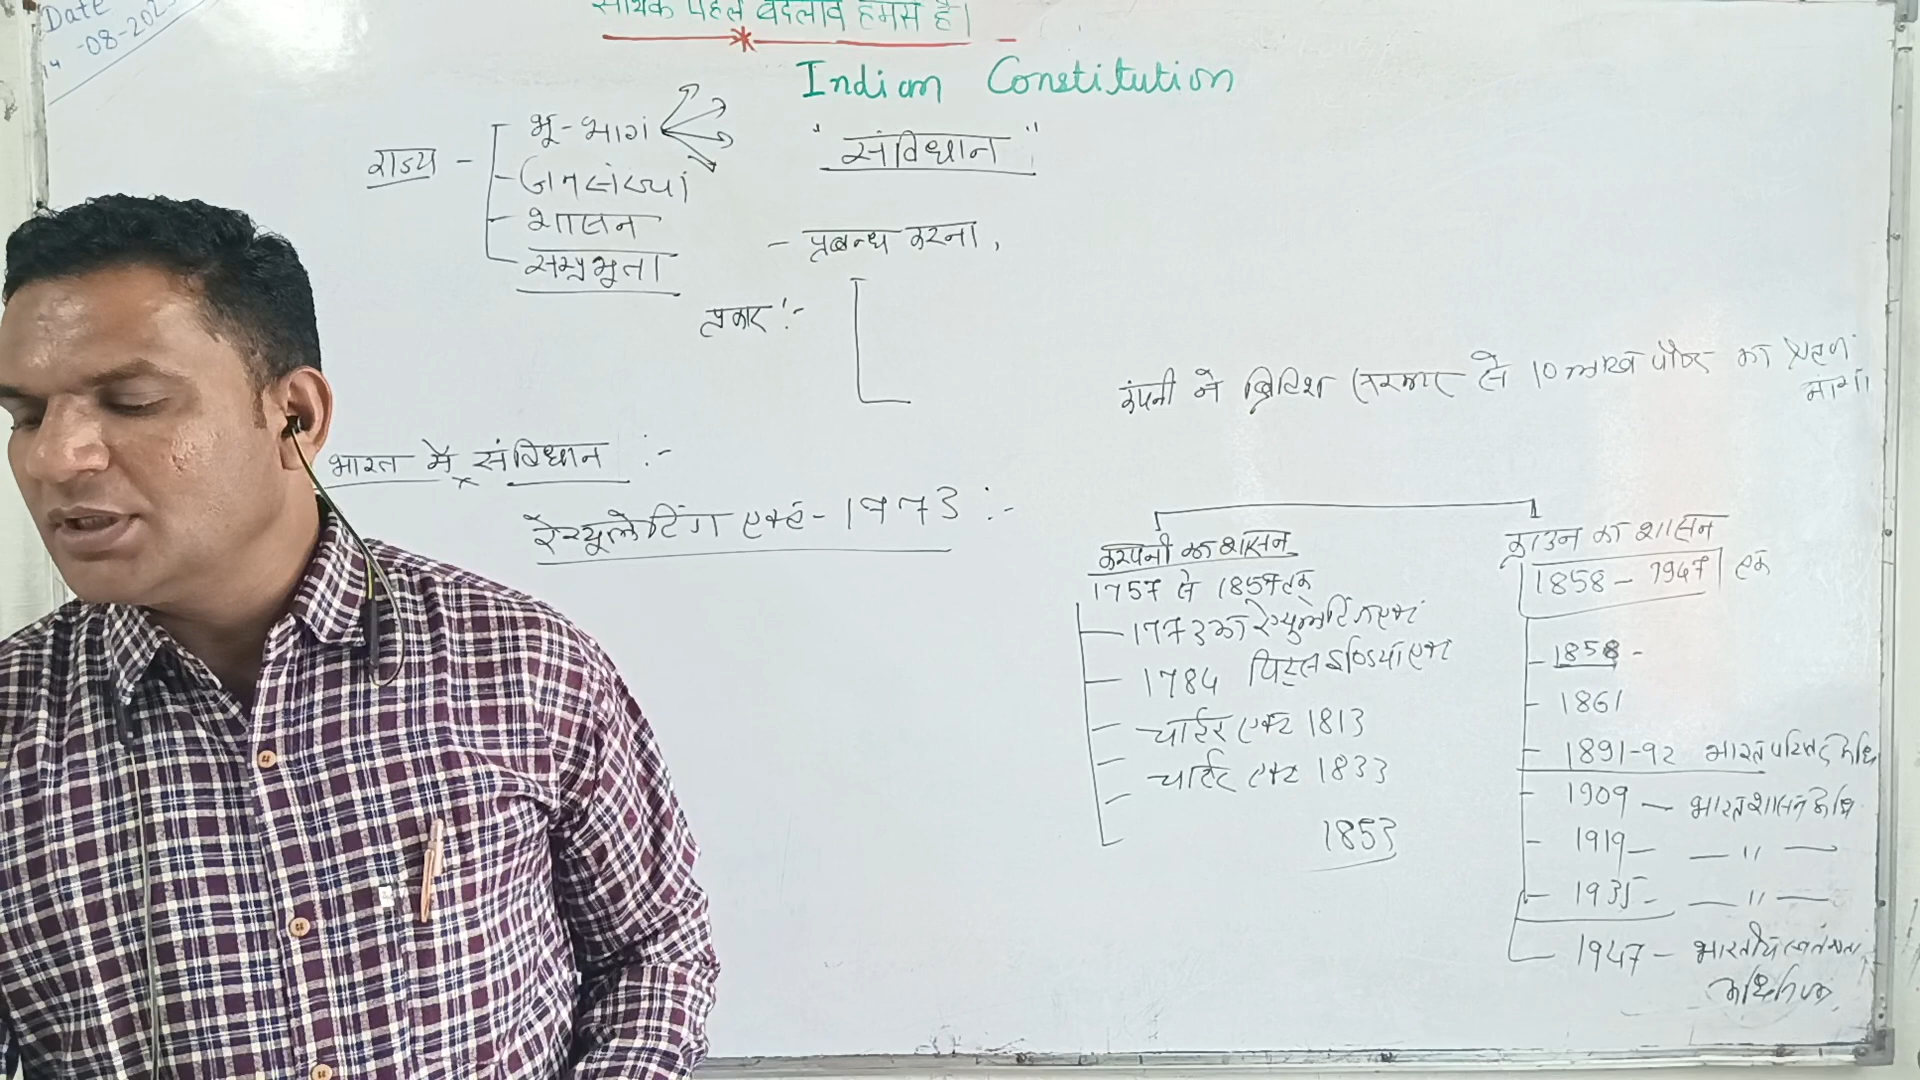 Date
-08-202
सार्थक पहल बदलाव हमसे है।
Indian Constitution
"संविधान"
राज्य -
भू-भाग
जनसंख्या
शासन
सम्प्रभुता
- प्रबन्ध करना,
प्रकार :-
कंपनी ने ब्रिटिश सरकार से 10 लाख पौण्ड का
मांगा
भारत में संविधान :-
रेग्यूलेटिंग एक्ट - 1773 :-
कम्पनी का शासन
1757 से 1857 तक
1773 का रेग्यूलेटिंग एक्ट
1784 पिट्स इण्डिया एक्ट
चार्टर एक्ट 1813
चार्टर एक्ट 1833
1853
क्राउन का शासन
1858 - 1947 तक
- 1858 -
- 1861
- 1891-92 भारत परिषद अधि
- 1909 - भारत शासन अधि
- 1919 - — " —
- 1935 - — " —
1947 - भारतीय स्वतंत्रता
अधिनियम